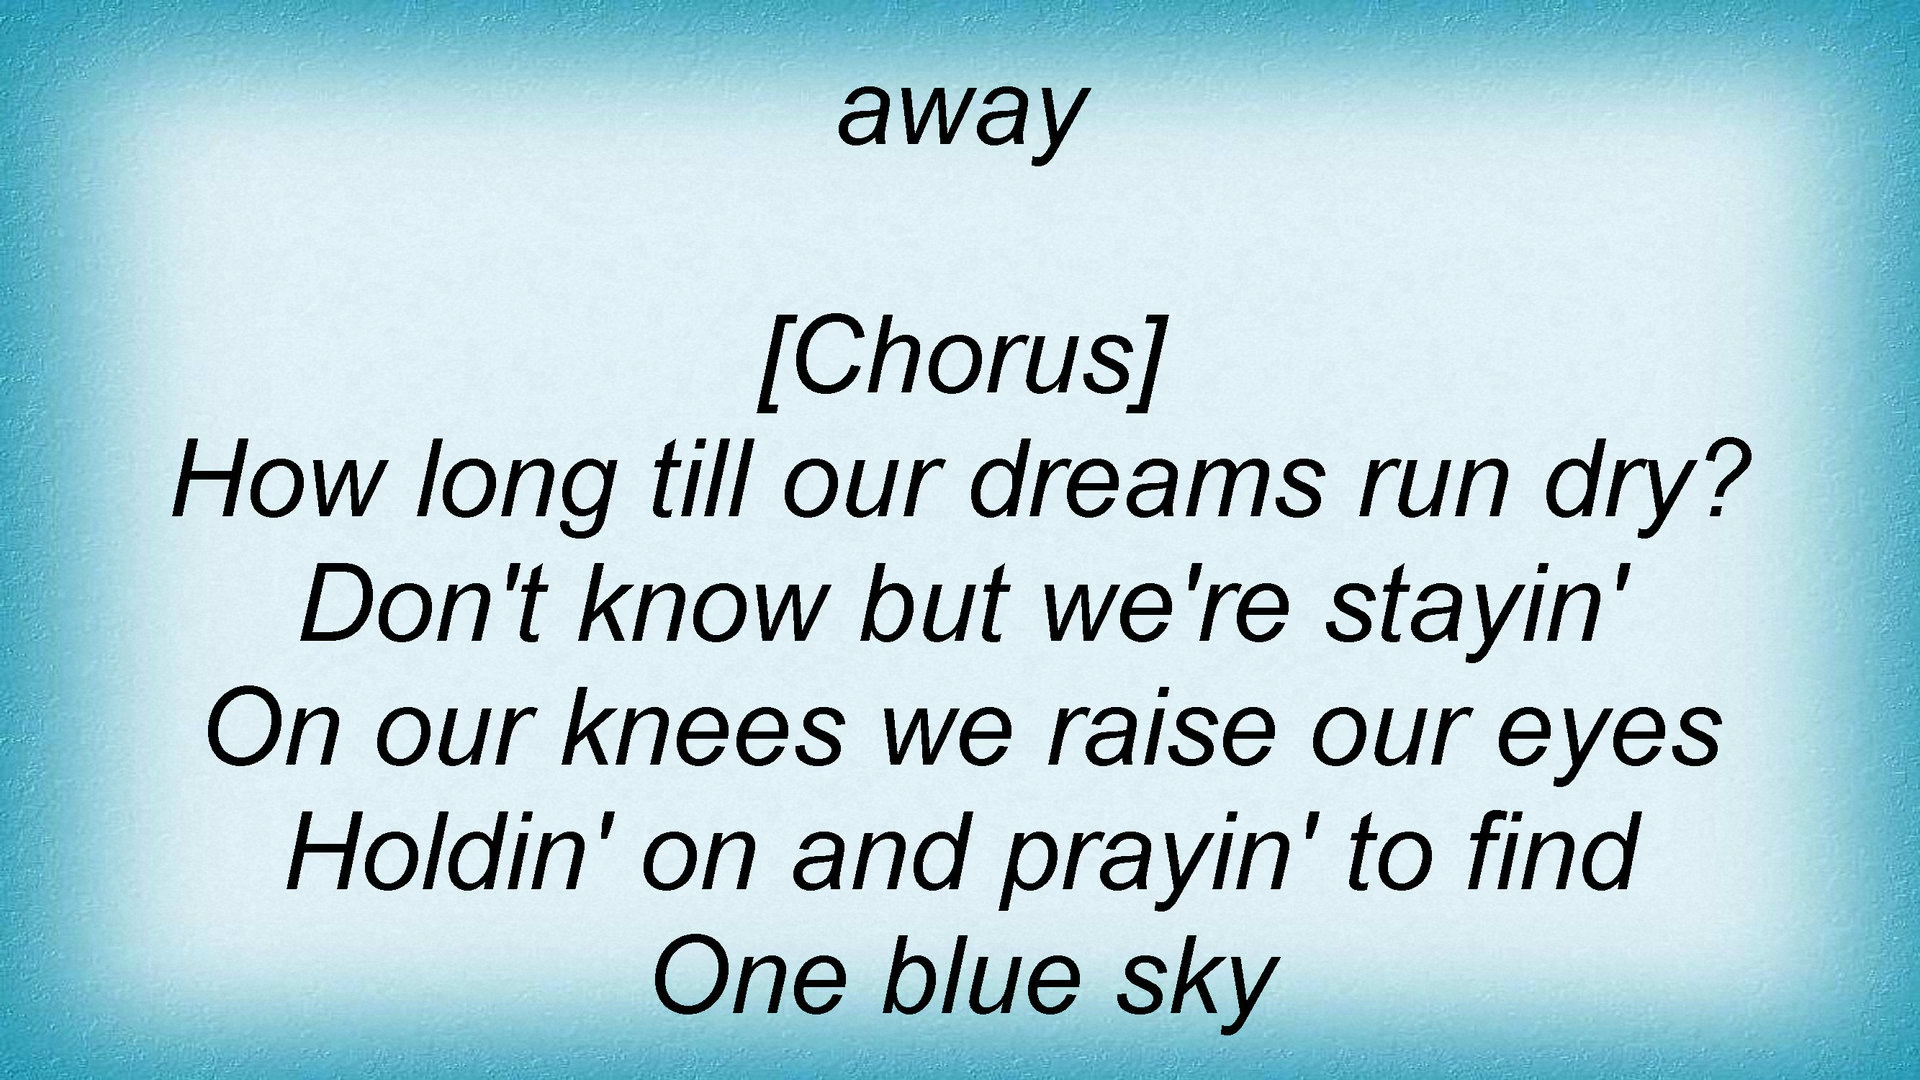 away
[Chorus]
How long till our dreams run dry?
Don't know but we're stayin'
On our knees we raise our eyes
Holdin' on and prayin' to find
One blue sky